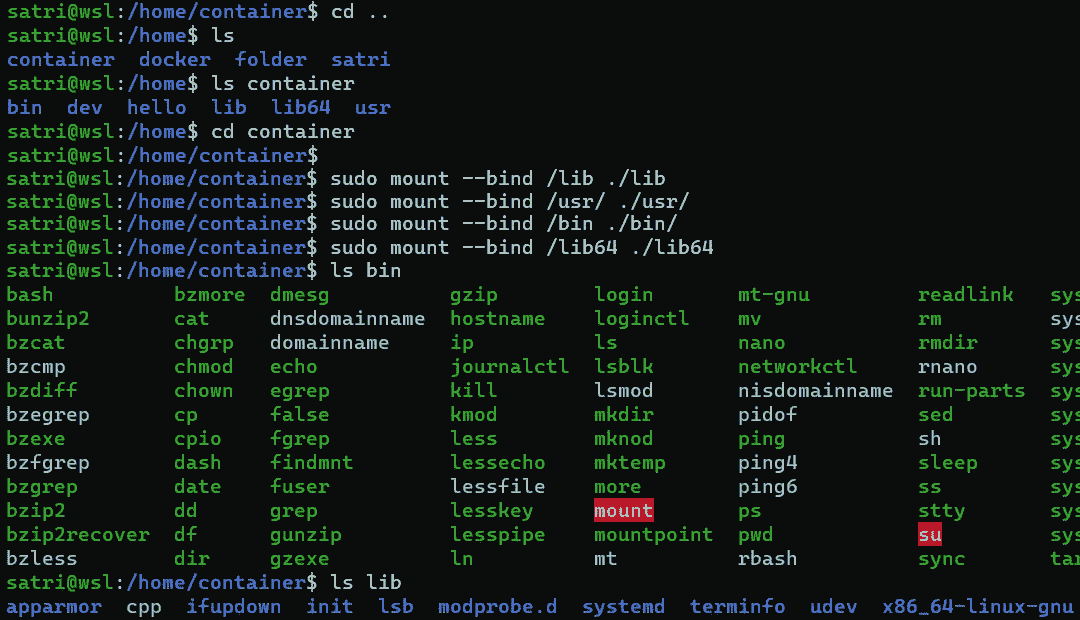 satri@wsl:/home/container$ cd ..
satri@wsl:/home$ ls
container  docker  folder  satri
satri@wsl:/home$ ls container
bin  dev  hello  lib  lib64  usr
satri@wsl:/home$ cd container
satri@wsl:/home/container$
satri@wsl:/home/container$ sudo mount --bind /lib ./lib
satri@wsl:/home/container$ sudo mount --bind /usr/ ./usr/
satri@wsl:/home/container$ sudo mount --bind /bin ./bin/
satri@wsl:/home/container$ sudo mount --bind /lib64 ./lib64
satri@wsl:/home/container$ ls bin
bash  bzmore  dmesg  gzip  login  mt-gnu  readlink  sys
bunzip2  cat  dnsdomainname  hostname  loginctl  mv  rm  sys
bzcat  chgrp  domainname  ip  ls  nano  rmdir  sys
bzcmp  chmod  echo  journalctl  lsblk  networkctl  rnano  sys
bzdiff  chown  egrep  kill  lsmod  nisdomainname  run-parts  sys
bzegrep  cp  false  kmod  mkdir  pidof  sed  sys
bzexe  cpio  fgrep  less  mknod  ping  sh  sys
bzfgrep  dash  findmnt  lessecho  mktemp  ping4  sleep  sys
bzgrep  date  fuser  lessfile  more  ping6  ss  sys
bzip2  dd  grep  lesskey  mount  ps  stty  sys
bzip2recover  df  gunzip  lesspipe  mountpoint  pwd  su  sys
bzless  dir  gzexe  ln  mt  rbash  sync  tar
satri@wsl:/home/container$ ls lib
apparmor  cpp  ifupdown  init  lsb  modprobe.d  systemd  terminfo  udev  x86_64-linux-gnu